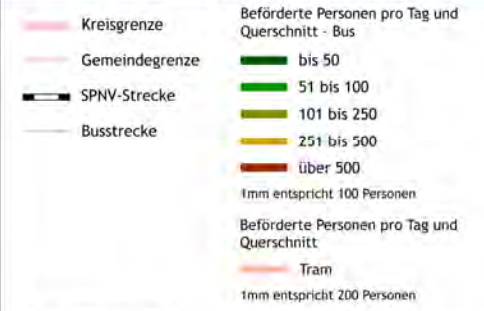 Kreisgrenze
Gemeindegrenze
SPNV-Strecke
Busstrecke
Beförderte Personen pro Tag und
Querschnitt - Bus
bis 50
51 bis 100
101 bis 250
251 bis 500
über 500
1mm entspricht 100 Personen
Beförderte Personen pro Tag und
Querschnitt
Tram
1mm entspricht 200 Personen